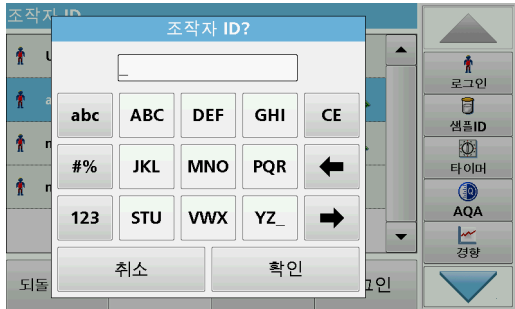 조작자 ID
조작자 ID?
_
abc ABC DEF GHI CE
#% JKL MNO PQR
123 STU VWX YZ_
취소 확인
되돌
로그인
샘플ID
타이머
AQA
경향